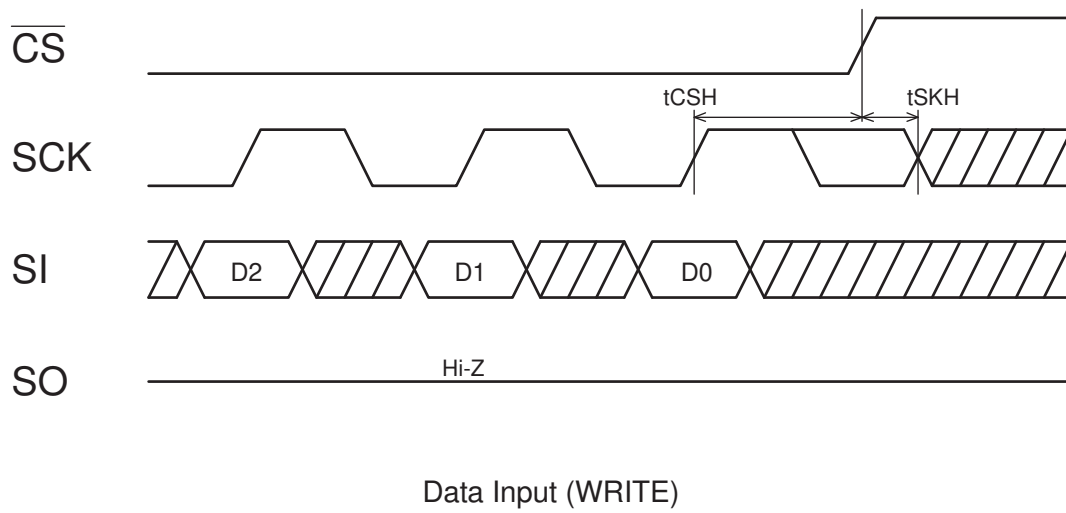 CS
tCSH tSKH
SCK
SI D2 D1 D0
Hi-Z
SO
Data Input (WRITE)